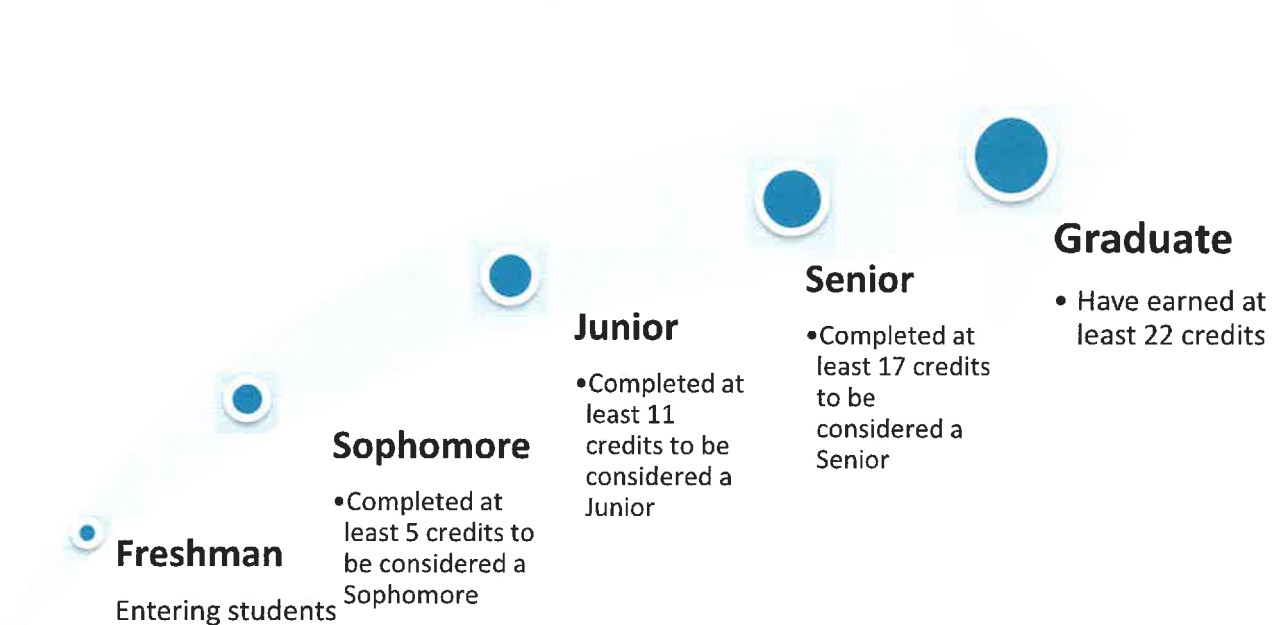 Freshman
Entering students
Sophomore
•Completed at
least 5 credits to
be considered a
Sophomore
Junior
•Completed at
least 11
credits to be
considered a
Junior
Senior
•Completed at
least 17 credits
to be
considered a
Senior
Graduate
• Have earned at
least 22 credits